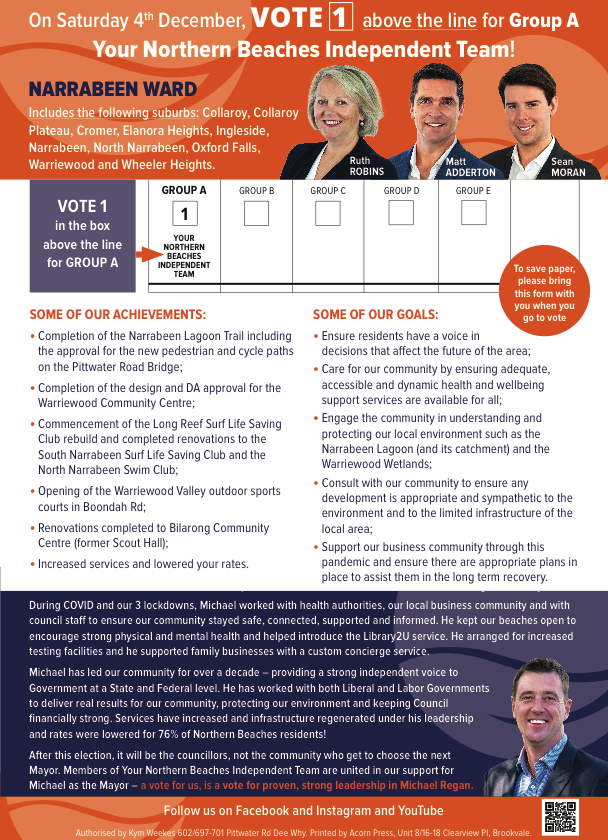 On Saturday 4th December, VOTE 1 above the line for Group A
Your Northern Beaches Independent Team!
NARRABEEN WARD
Includes the following suburbs: Collaroy, Collaroy
Plateau, Cromer, Elanora Heights, Ingleside,
Narrabeen, North Narrabeen, Oxford Falls,
Warriewood and Wheeler Heights.
Ruth
ROBINS
Matt
ADDERTON
Sean
MORAN
VOTE 1
in the box
above the line
for GROUP A
GROUP A
1
YOUR
NORTHERN
BEACHES
INDEPENDENT
TEAM
GROUP B
GROUP C
GROUP D
GROUP E
To save paper,
please bring
this form with
you when you
go to vote
SOME OF OUR ACHIEVEMENTS:
• Completion of the Narrabeen Lagoon Trail including
the approval for the new pedestrian and cycle paths
on the Pittwater Road Bridge;
• Completion of the design and DA approval for the
Warriewood Community Centre;
• Commencement of the Long Reef Surf Life Saving
Club rebuild and completed renovations to the
South Narrabeen Surf Life Saving Club and the
North Narrabeen Swim Club;
• Opening of the Warriewood Valley outdoor sports
courts in Boondah Rd;
• Renovations completed to Bilarong Community
Centre (former Scout Hall);
• Increased services and lowered your rates.
SOME OF OUR GOALS:
• Ensure residents have a voice in
decisions that affect the future of the area;
• Care for our community by ensuring adequate,
accessible and dynamic health and wellbeing
support services are available for all;
• Engage the community in understanding and
protecting our local environment such as the
Narrabeen Lagoon (and its catchment) and the
Warriewood Wetlands;
• Consult with our community to ensure any
development is appropriate and sympathetic to the
environment and to the limited infrastructure of the
local area;
• Support our business community through this
pandemic and ensure there are appropriate plans in
place to assist them in the long term recovery.
During COVID and our 3 lockdowns, Michael worked with health authorities, our local business community and with
council staff to ensure our community stayed safe, connected, supported and informed. He kept our beaches open to
encourage strong physical and mental health and helped introduce the Library2U service. He arranged for increased
testing facilities and he supported family businesses with a custom concierge service.
Michael has led our community for over a decade – providing a strong independent voice to
Government at a State and Federal level. He has worked with both Liberal and Labor Governments
to deliver real results for our community, protecting our environment and keeping Council
financially strong. Services have increased and infrastructure regenerated under his leadership
and rates were lowered for 76% of Northern Beaches residents!
After this election, it will be the councillors, not the community who get to choose the next
Mayor. Members of Your Northern Beaches Independent Team are united in our support for
Michael as the Mayor – a vote for us, is a vote for proven, strong leadership in Michael Regan.
Follow us on Facebook and Instagram and YouTube
Authorised by Kym Weekes 602/697-701 Pittwater Rd Dee Why. Printed by Acorn Press, Unit 8/16-18 Clearview Pl, Brookvale.